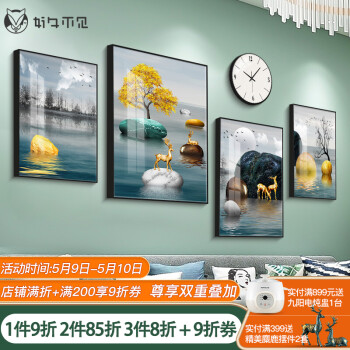 好久不见
活动时间:5月9日-5月10日
店铺满折+满200享9折券 尊享双重叠加
1件9折 2件85折 3件8折+9折券
实付满899元送
九阳电炖盅1台
实付满399送
精美麋鹿摆件2套